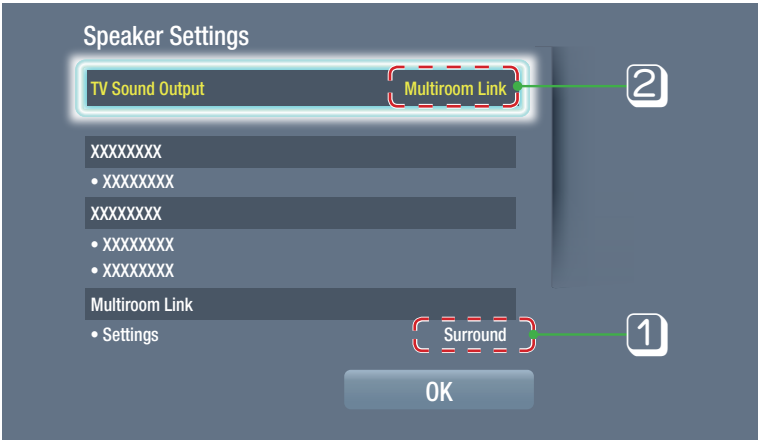 Speaker Settings
TV Sound Output Multiroom Link 2
XXXXXXXX
• XXXXXXXX
XXXXXXXX
• XXXXXXXX
• XXXXXXXX
Multiroom Link
• Settings Surround 1
OK